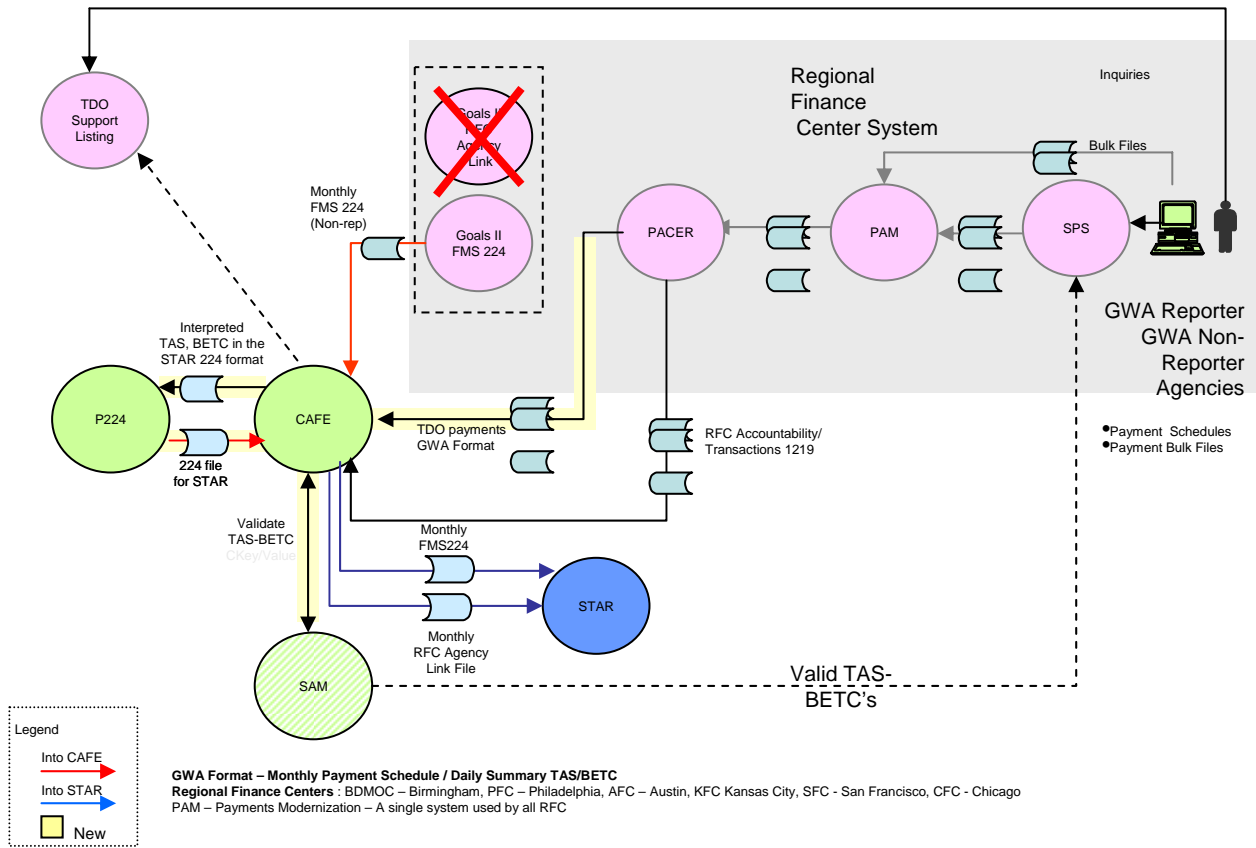 TDO
Support
Listing
Regional
Finance
Center System
Inquiries
Goals II
RFC
Agency
Link
Bulk Files
Monthly
FMS 224
(Non-rep)
Goals II
FMS 224
PACER
PAM
SPS
GWA Reporter
GWA Non-
Reporter
Agencies
Interpreted
TAS, BETC in the
STAR 224 format
P224
CAFE
TDO payments
GWA Format
RFC Accountability/
Transactions 1219
•Payment Schedules
•Payment Bulk Files
224 file
for STAR
Validate
TAS-BETC
CKey/Value
Monthly
FMS224
STAR
Monthly
RFC Agency
Link File
SAM
Valid TAS-
BETC's
Legend
Into CAFE
Into STAR
New
GWA Format – Monthly Payment Schedule / Daily Summary TAS/BETC
Regional Finance Centers : BDMOC – Birmingham, PFC – Philadelphia, AFC – Austin, KFC Kansas City, SFC - San Francisco, CFC - Chicago
PAM – Payments Modernization – A single system used by all RFC